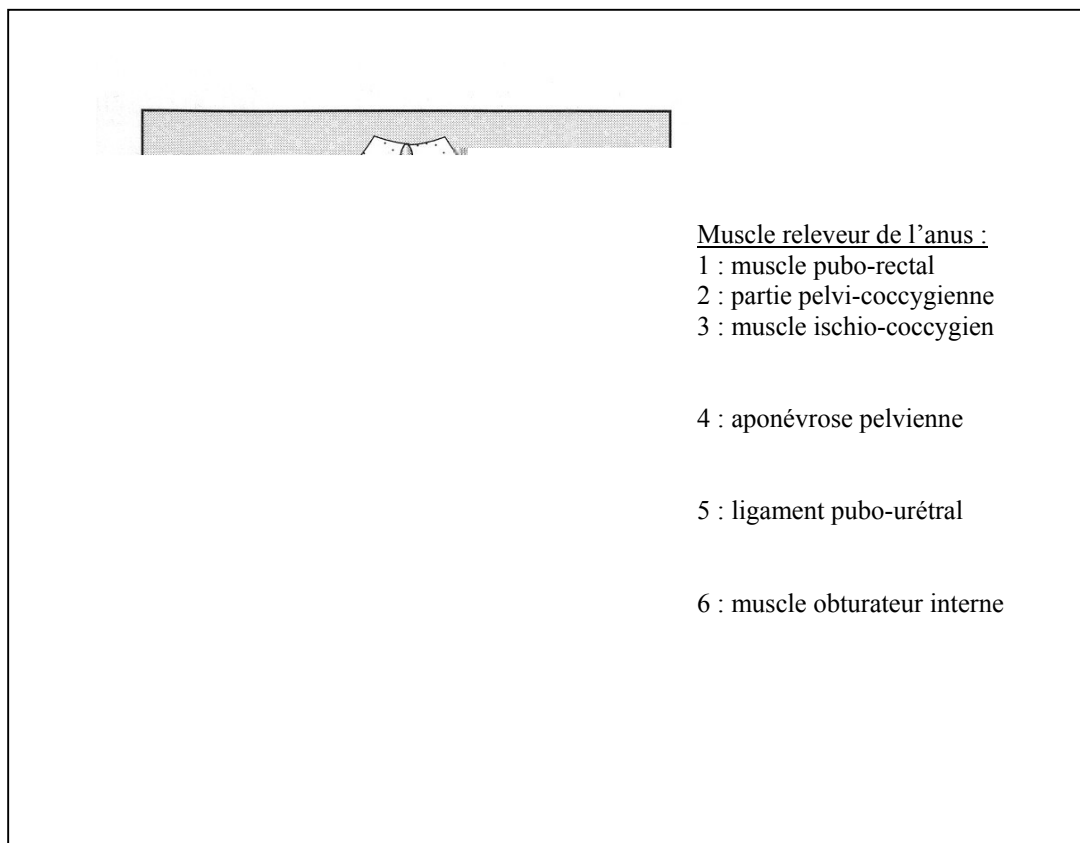 Muscle releveur de l'anus :
1 : muscle pubo-rectal
2 : partie pelvi-coccygienne
3 : muscle ischio-coccygien
4 : aponévrose pelvienne
5 : ligament pubo-urétral
6 : muscle obturateur interne